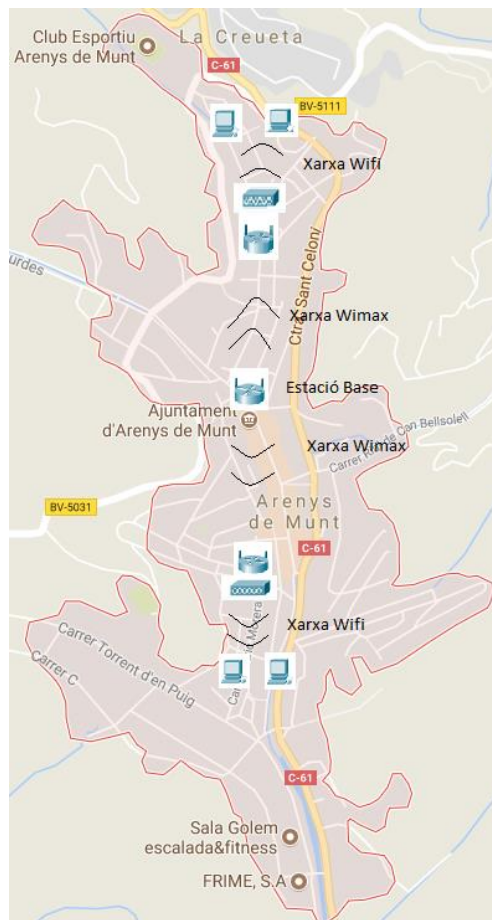 La Creueta
Club Esportiu
Arenys de Munt
C-61
BV-5111
Xarxa Wifi
Ctra. Sant Celoni
ourdes
Xarxa Wimax
Estació Base
Ajuntament
d'Arenys de Munt
Xarxa Wimax
Carrer
de Can Bellsolell
BV-5031
Arenys
de Munt
C-61
Xarxa Wifi
Carrer Torrent d'en Puig
Carrer C
C-61
Sala Golem
escalada&fitness
FRIME, S.A